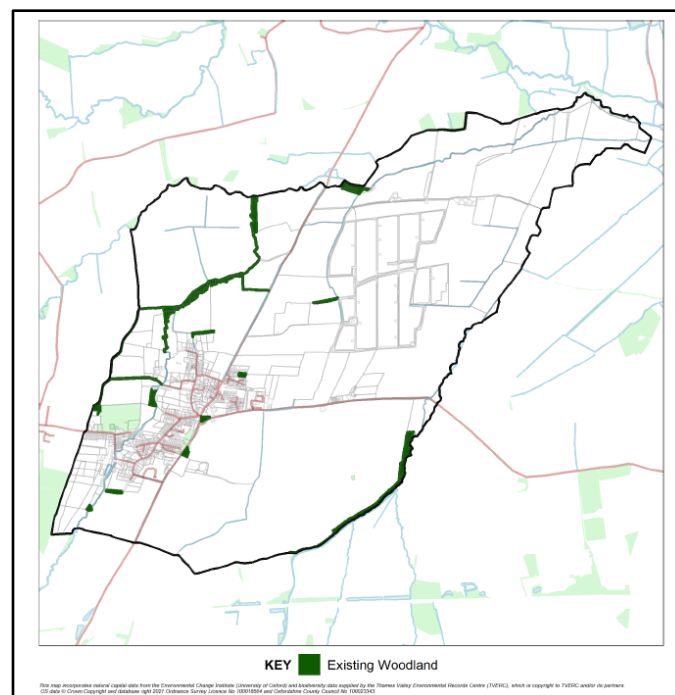 KEY Existing Woodland
This map incorporates natural capital data from the Environmental Change Institute (University of Oxford) and biodiversity data supplied by the Thames Valley Environmental Records Centre (TVERC), which is copyright to TVERC and/or its partners.
OS data © Crown Copyright and database right 2021 Ordnance Survey Licence No 100018504 and Oxfordshire County Council No 100023343.